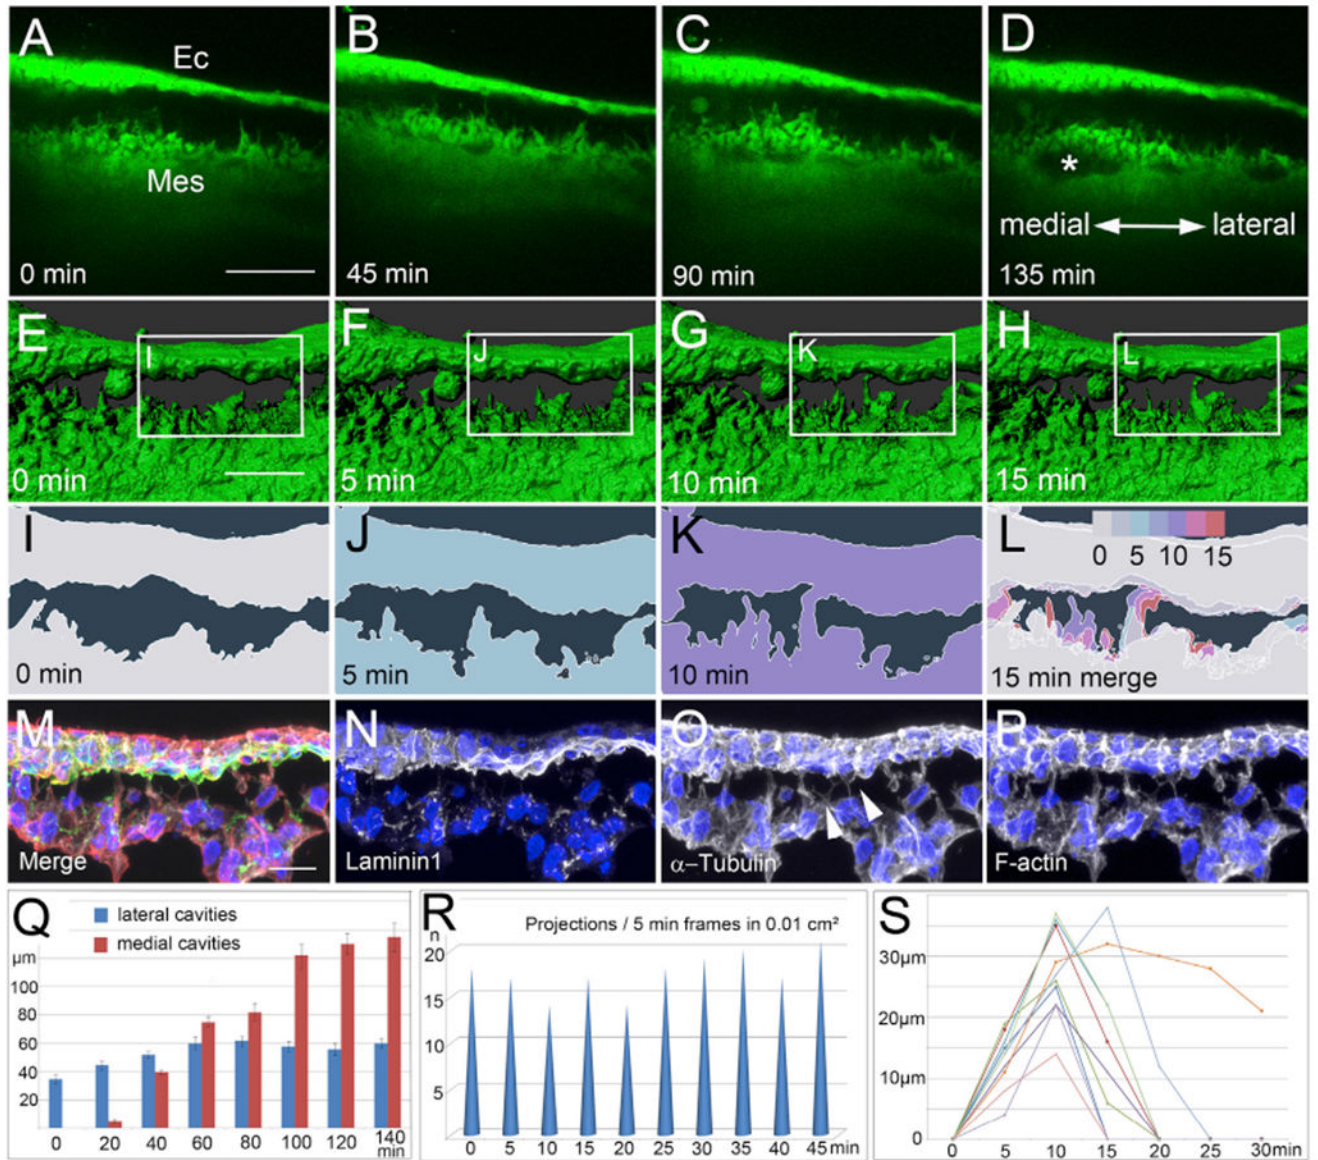 A
Ec
Mes
0 min
B
45 min
C
90 min
D
*
medial lateral
135 min
E
I
0 min
F
J
5 min
G
K
10 min
H
L
15 min
I
0 min
J
5 min
K
10 min
L
0 5 10 15
15 min merge
M
Merge
N
Laminin1
O
α–Tubulin
P
F-actin
Q
lateral cavities
medial cavities
µm
100
80
60
40
20
0 20 40 60 80 100 120 140
min
R
Projections / 5 min frames in 0.01 cm²
n
20
15
10
5
0 5 10 15 20 25 30 35 40 45 min
S
30µm
20µm
10µm
0
0 5 10 15 20 25 30min